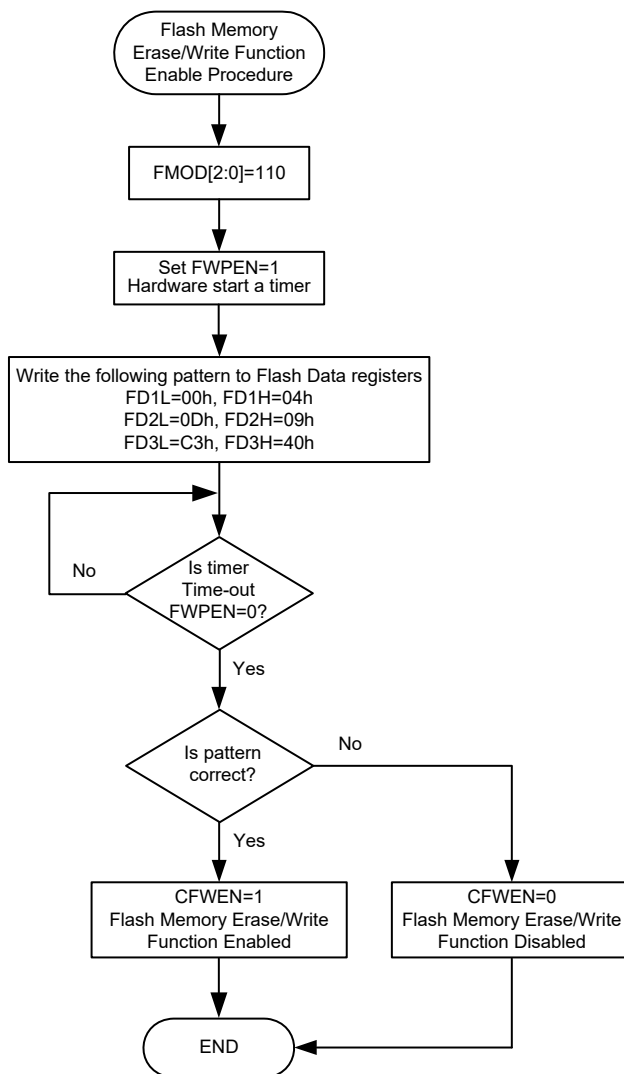 Flash Memory
Erase/Write Function
Enable Procedure
FMOD[2:0]=110
Set FWPEN=1
Hardware start a timer
Write the following pattern to Flash Data registers
FD1L=00h, FD1H=04h
FD2L=0Dh, FD2H=09h
FD3L=C3h, FD3H=40h
No
Is timer
Time-out
FWPEN=0?
Yes
Is pattern
correct?
No
Yes
CFWEN=1
Flash Memory Erase/Write
Function Enabled
CFWEN=0
Flash Memory Erase/Write
Function Disabled
END